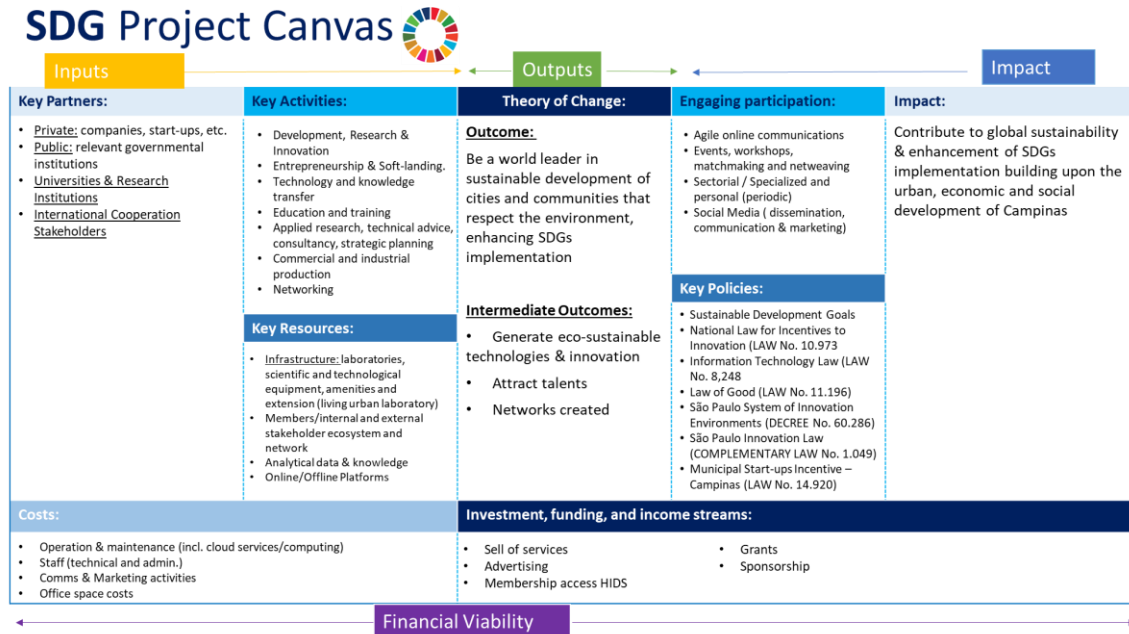 SDG Project Canvas
Inputs
Outputs
Impact
Key Partners:
• Private: companies, start-ups, etc.
• Public: relevant governmental
institutions
• Universities & Research
Institutions
• International Cooperation
Stakeholders
Key Activities:
• Development, Research &
Innovation
• Entrepreneurship & Soft-landing.
• Technology and knowledge
transfer
• Education and training
• Applied research, technical advice,
consultancy, strategic planning
• Commercial and industrial
production
• Networking
Key Resources:
• Infrastructure: laboratories,
scientific and technological
equipment, amenities and
extension (living urban laboratory)
• Members/internal and external
stakeholder ecosystem and
network
• Analytical data & knowledge
• Online/Offline Platforms
Theory of Change:
Outcome:
Be a world leader in
sustainable development of
cities and communities that
respect the environment,
enhancing SDGs
implementation
Intermediate Outcomes:
• Generate eco-sustainable
technologies & innovation
• Attract talents
• Networks created
Engaging participation:
• Agile online communications
• Events, workshops,
matchmaking and netweaving
• Sectorial / Specialized and
personal (periodic)
• Social Media ( dissemination,
communication & marketing)
Key Policies:
• Sustainable Development Goals
• National Law for Incentives to
Innovation (LAW No. 10.973
• Information Technology Law (LAW
No. 8,248
• Law of Good (LAW No. 11.196)
• São Paulo System of Innovation
Environments (DECREE No. 60.286)
• São Paulo Innovation Law
(COMPLEMENTARY LAW No. 1.049)
• Municipal Start-ups Incentive –
Campinas (LAW No. 14.920)
Impact:
Contribute to global sustainability
& enhancement of SDGs
implementation building upon the
urban, economic and social
development of Campinas
Costs:
• Operation & maintenance (incl. cloud services/computing)
• Staff (technical and admin.)
• Comms & Marketing activities
• Office space costs
Investment, funding, and income streams:
• Sell of services
• Advertising
• Membership access HIDS
• Grants
• Sponsorship
Financial Viability